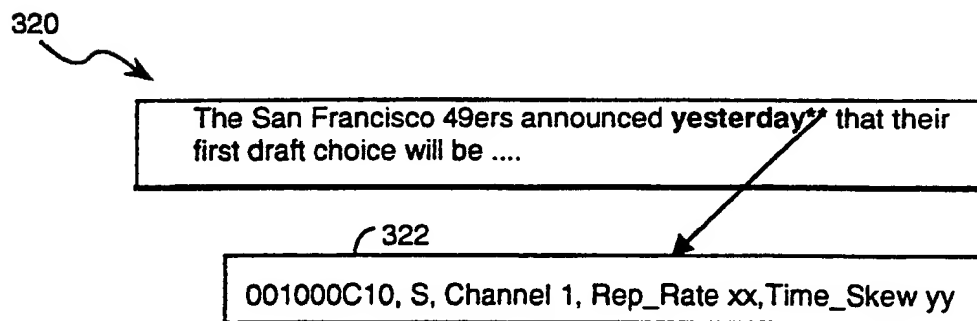 320
The San Francisco 49ers announced yesterday** that their
first draft choice will be ....
322
001000C10, S, Channel 1, Rep_Rate xx,Time_Skew yy